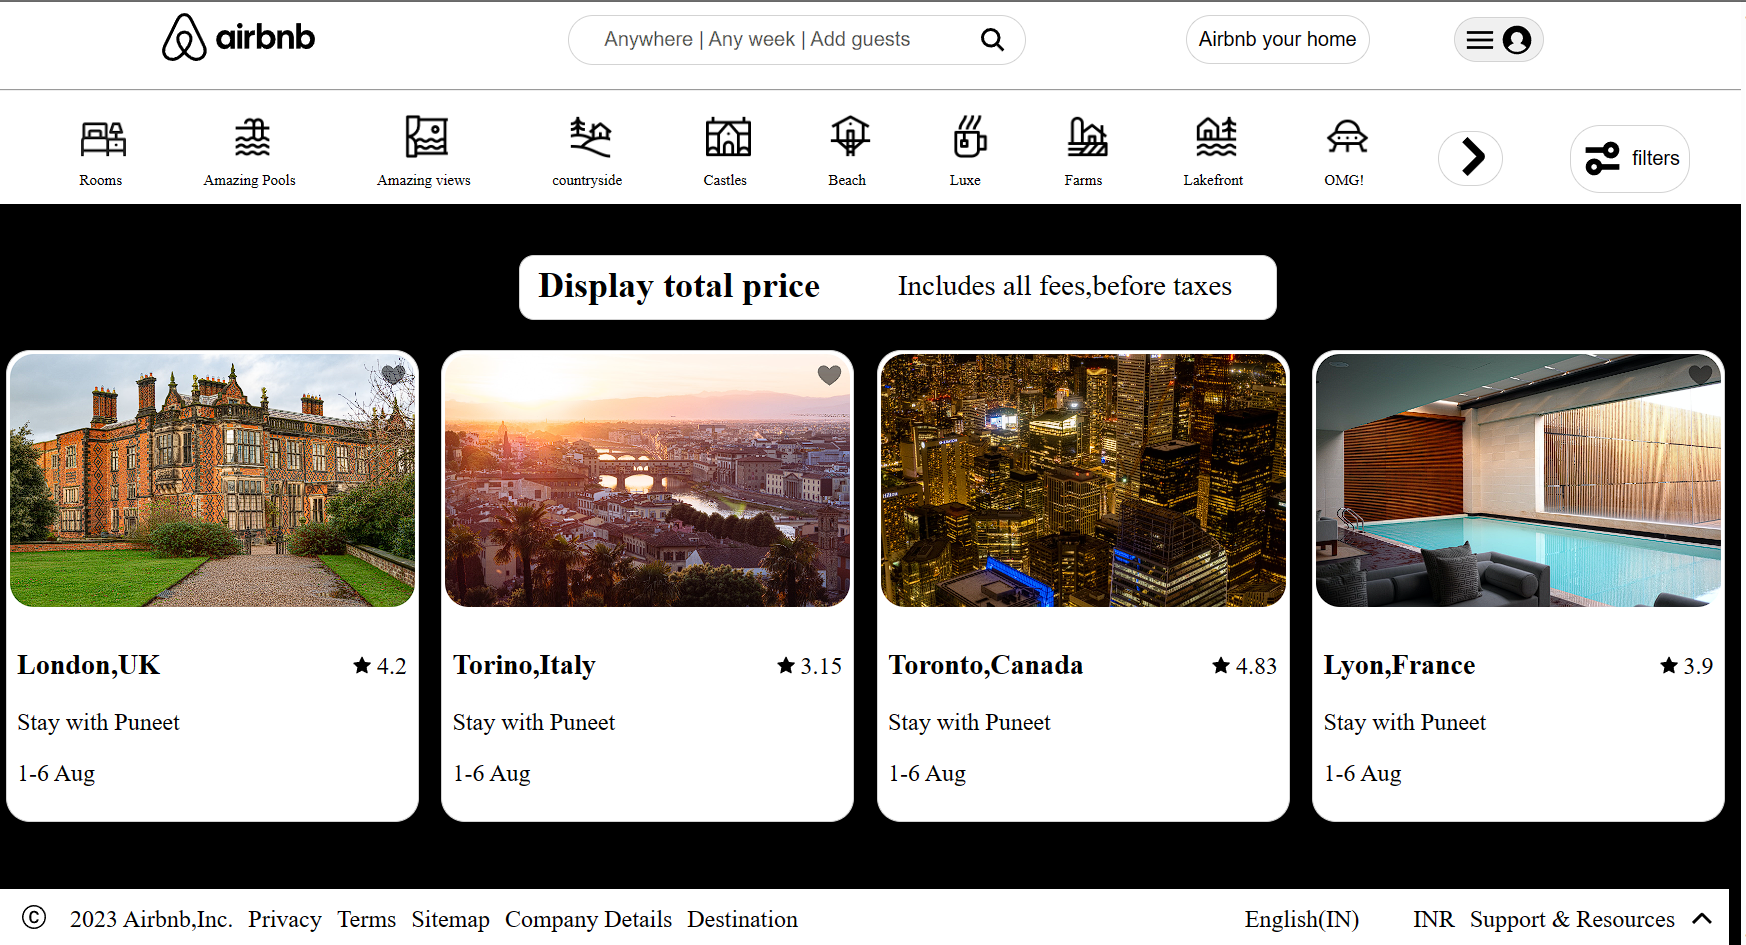 airbnb
Anywhere | Any week | Add guests
Airbnb your home
Rooms
Amazing Pools
Amazing views
countryside
Castles
Beach
Luxe
Farms
Lakefront
OMG!
filters
Display total price
Includes all fees,before taxes
London,UK
4.2
Stay with Puneet
1-6 Aug
Torino,Italy
3.15
Stay with Puneet
1-6 Aug
Toronto,Canada
4.83
Stay with Puneet
1-6 Aug
Lyon,France
3.9
Stay with Puneet
1-6 Aug
© 2023 Airbnb,Inc. Privacy Terms Sitemap Company Details Destination
English(IN) INR Support & Resources